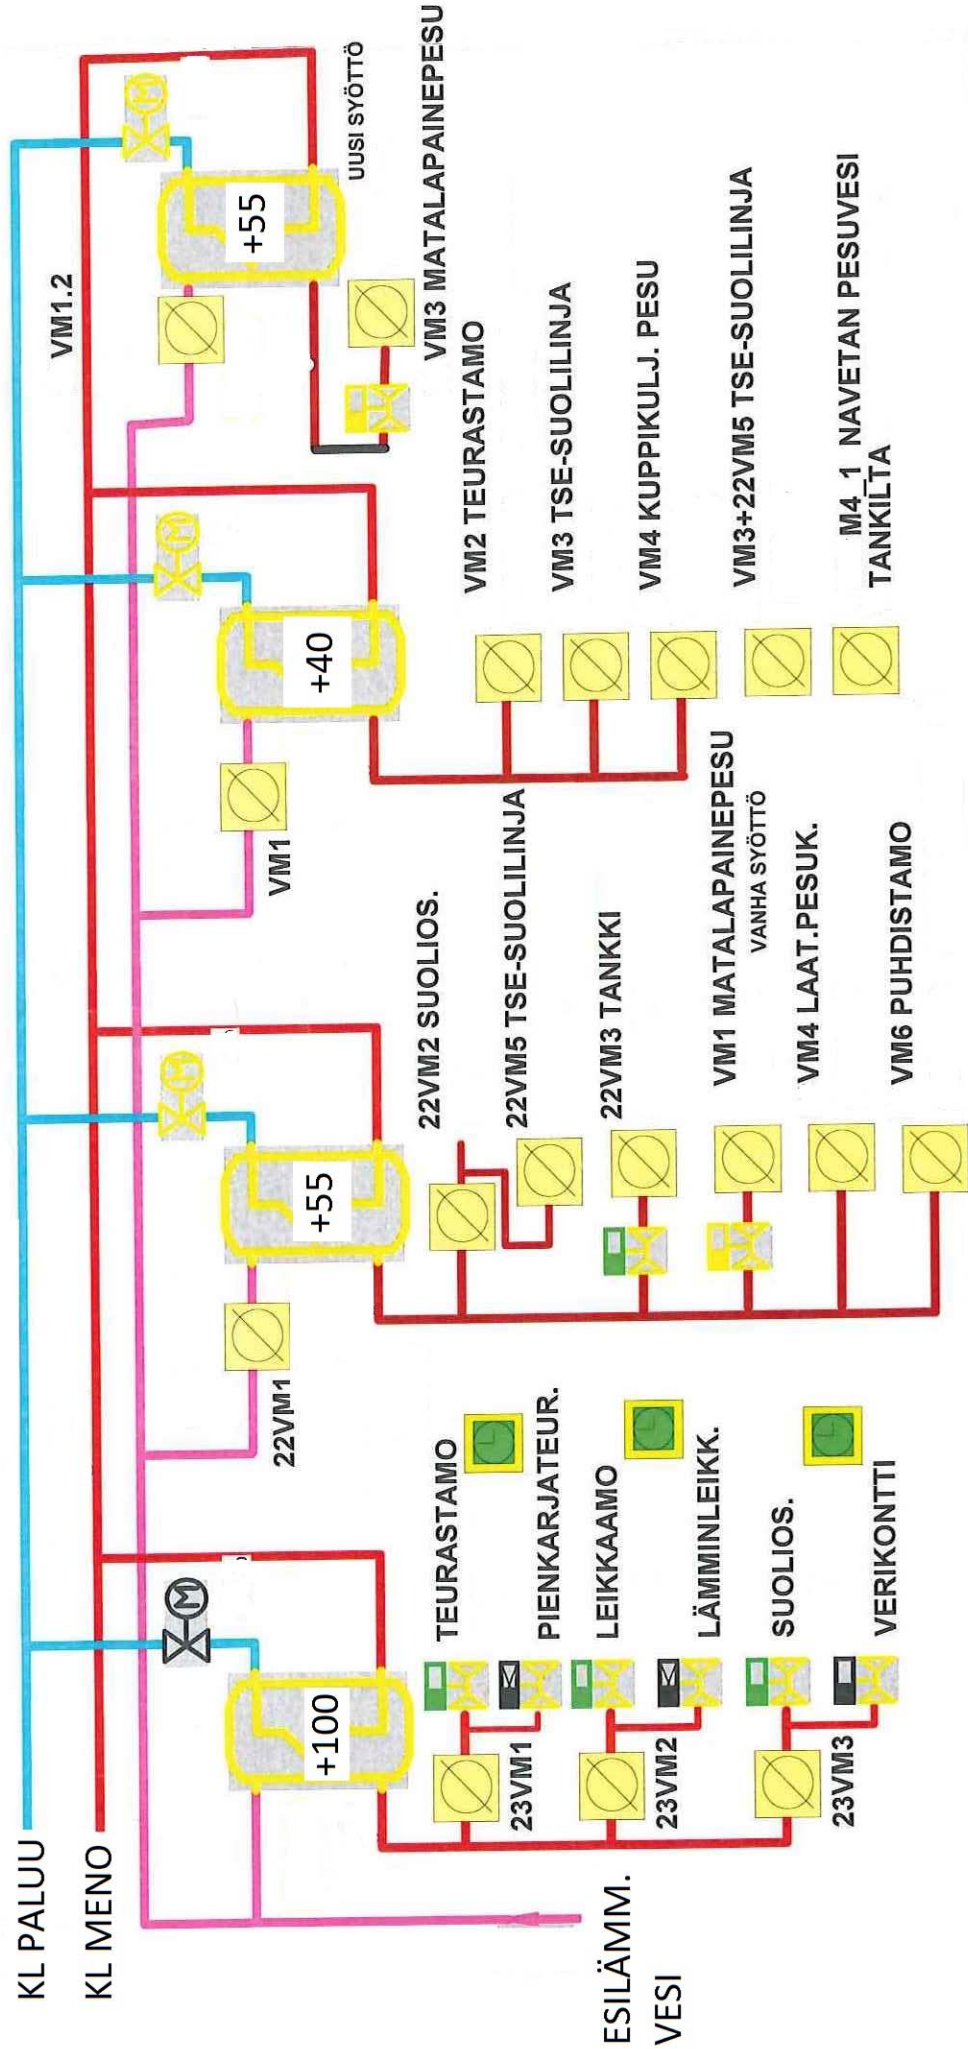 KL PALUU
KL MENO
ESILÄMM.
VESI
+100
23VM1
TEURASTAMO
PIENKARJATEUR.
23VM2
LEIKKAAMO
LÄMMINLEIKK.
23VM3
SUOLIOS.
VERIKONTTI
22VM1
+55
22VM2 SUOLIOS.
22VM5 TSE-SUOLILINJA
22VM3 TANKKI
VM1 MATALAPAINEPESU
VANHA SYÖTTÖ
VM4 LAAT.PESUK.
VM6 PUHDISTAMO
VM1
+40
VM2 TEURASTAMO
VM3 TSE-SUOLILINJA
VM4 KUPPIKULJ. PESU
VM3+22VM5 TSE-SUOLILINJA
M4_1 NAVETAN PESUVESI
TANKILTA
VM1.2
+55
UUSI SYÖTTÖ
VM3 MATALAPAINEPESU
M
M
M
M